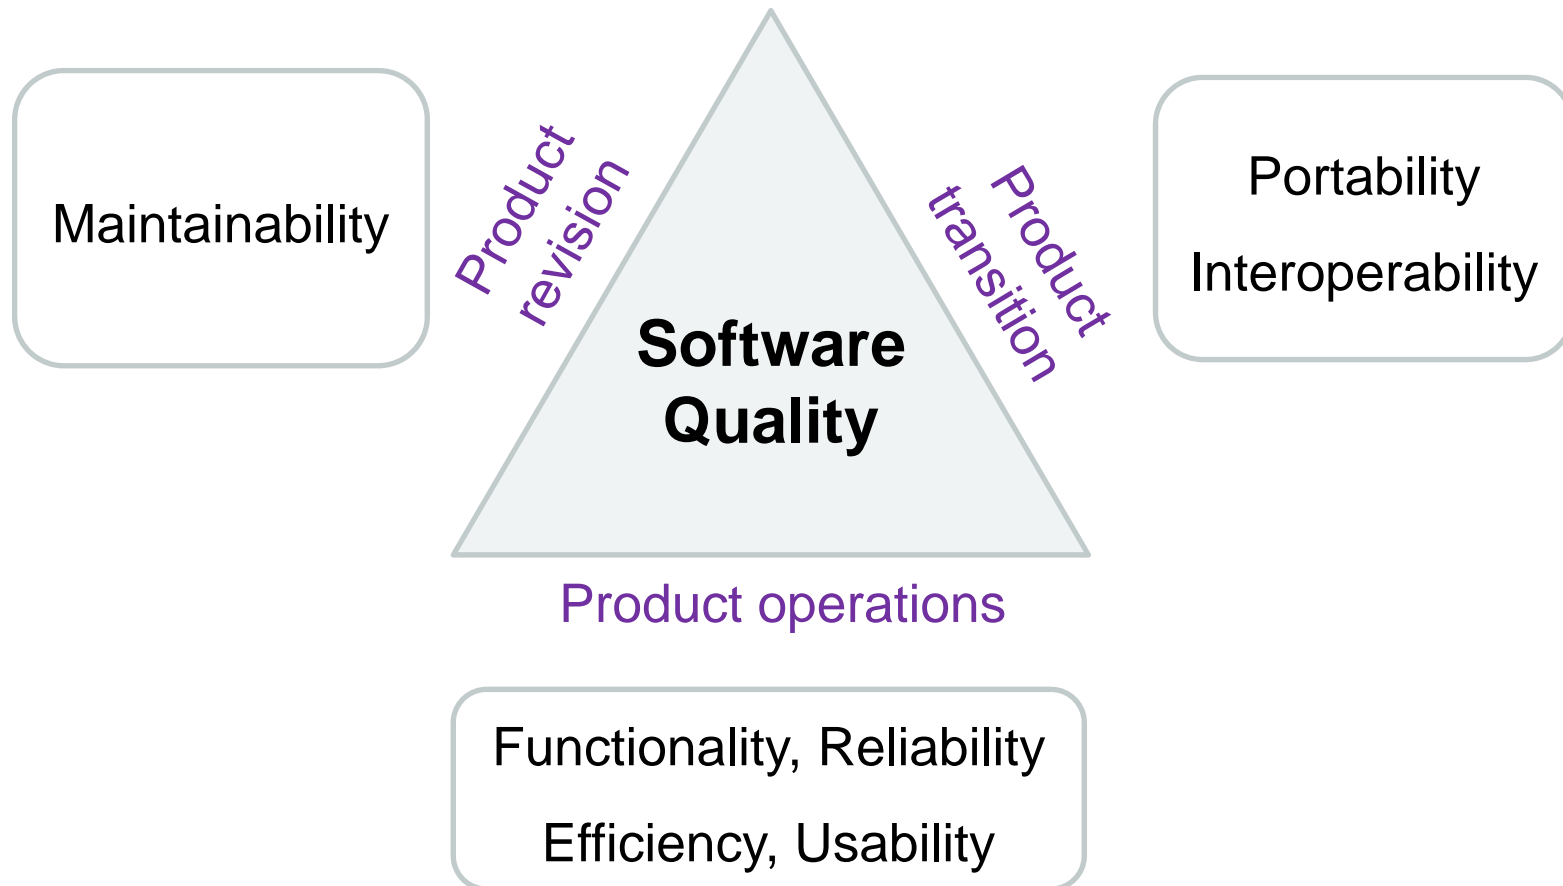 Maintainability
Product
revision
Software
Quality
Product
transition
Portability
Interoperability
Product operations
Functionality, Reliability
Efficiency, Usability